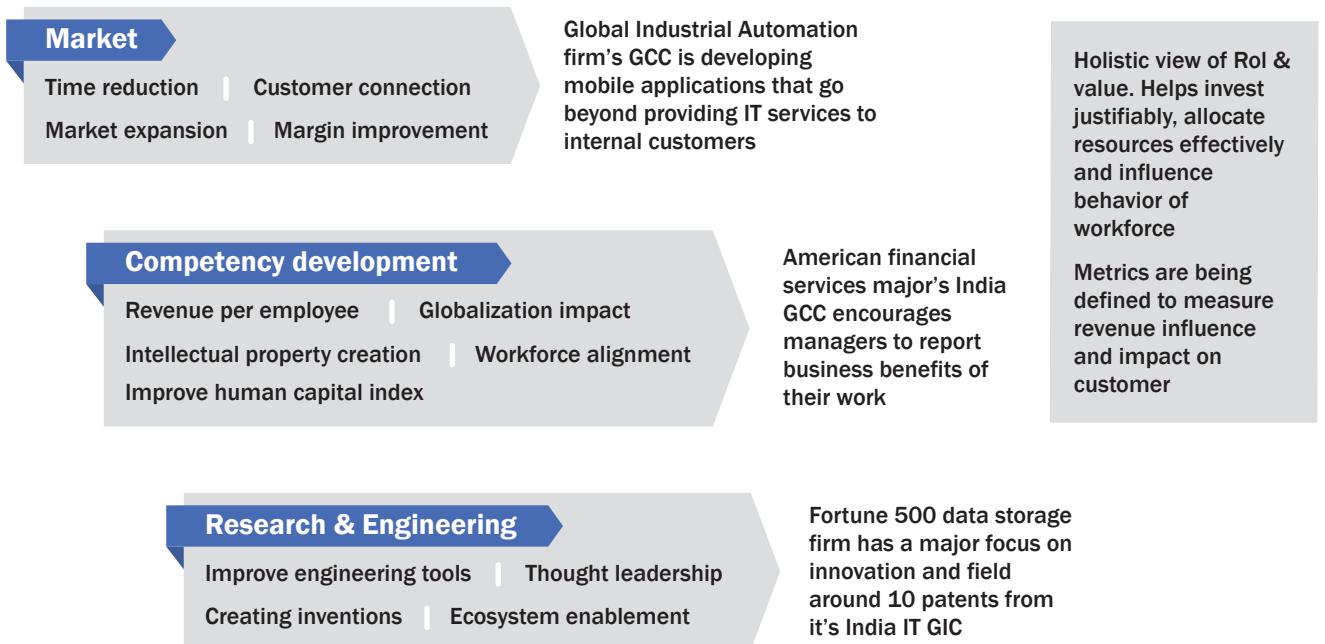 Market
Time reduction
Customer connection
Market expansion
Margin improvement
Global Industrial Automation
firm's GCC is developing
mobile applications that go
beyond providing IT services to
internal customers
Competency development
Revenue per employee
Globalization impact
Intellectual property creation
Workforce alignment
Improve human capital index
American financial
services major's India
GCC encourages
managers to report
business benefits of
their work
Research & Engineering
Improve engineering tools
Thought leadership
Creating inventions
Ecosystem enablement
Fortune 500 data storage
firm has a major focus on
innovation and field
around 10 patents from
it's India IT GIC
Holistic view of RoI &
value. Helps invest
justifiably, allocate
resources effectively
and influence
behavior of
workforce
Metrics are being
defined to measure
revenue influence
and impact on
customer